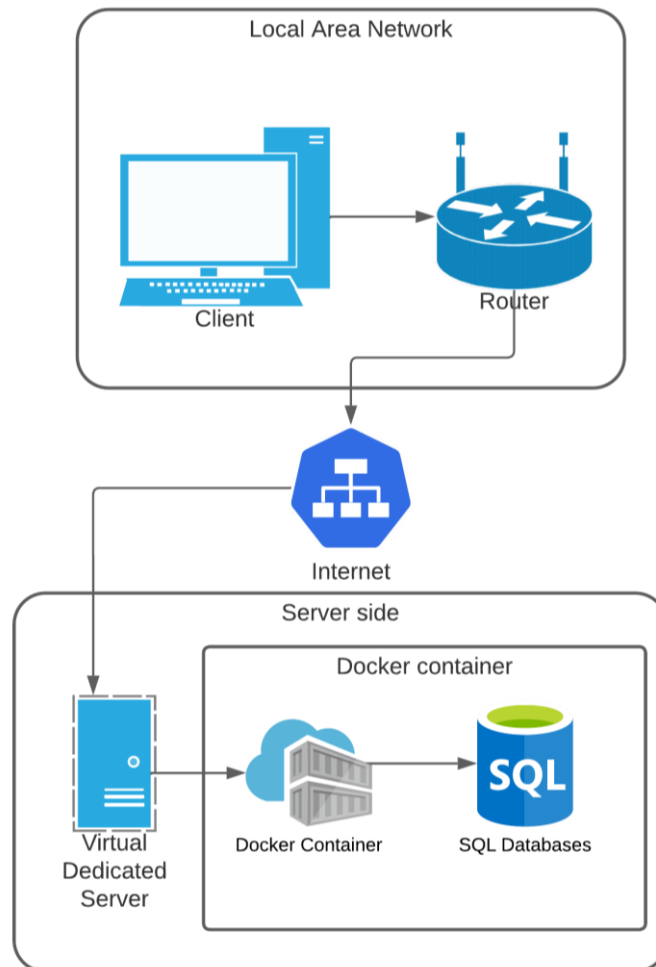 Local Area Network
Client
Router
Internet
Server side
Docker container
SQL
Virtual
Dedicated
Server
Docker Container
SQL Databases